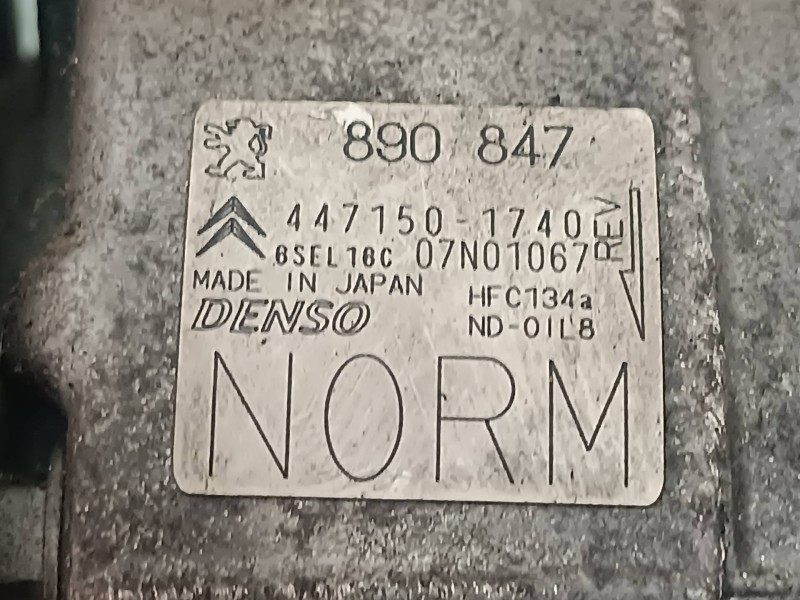 890 847
447150-1740
6SEL16C 07N01067
REV
MADE IN JAPAN HFC134a
DENSO ND-OIL8
NORM